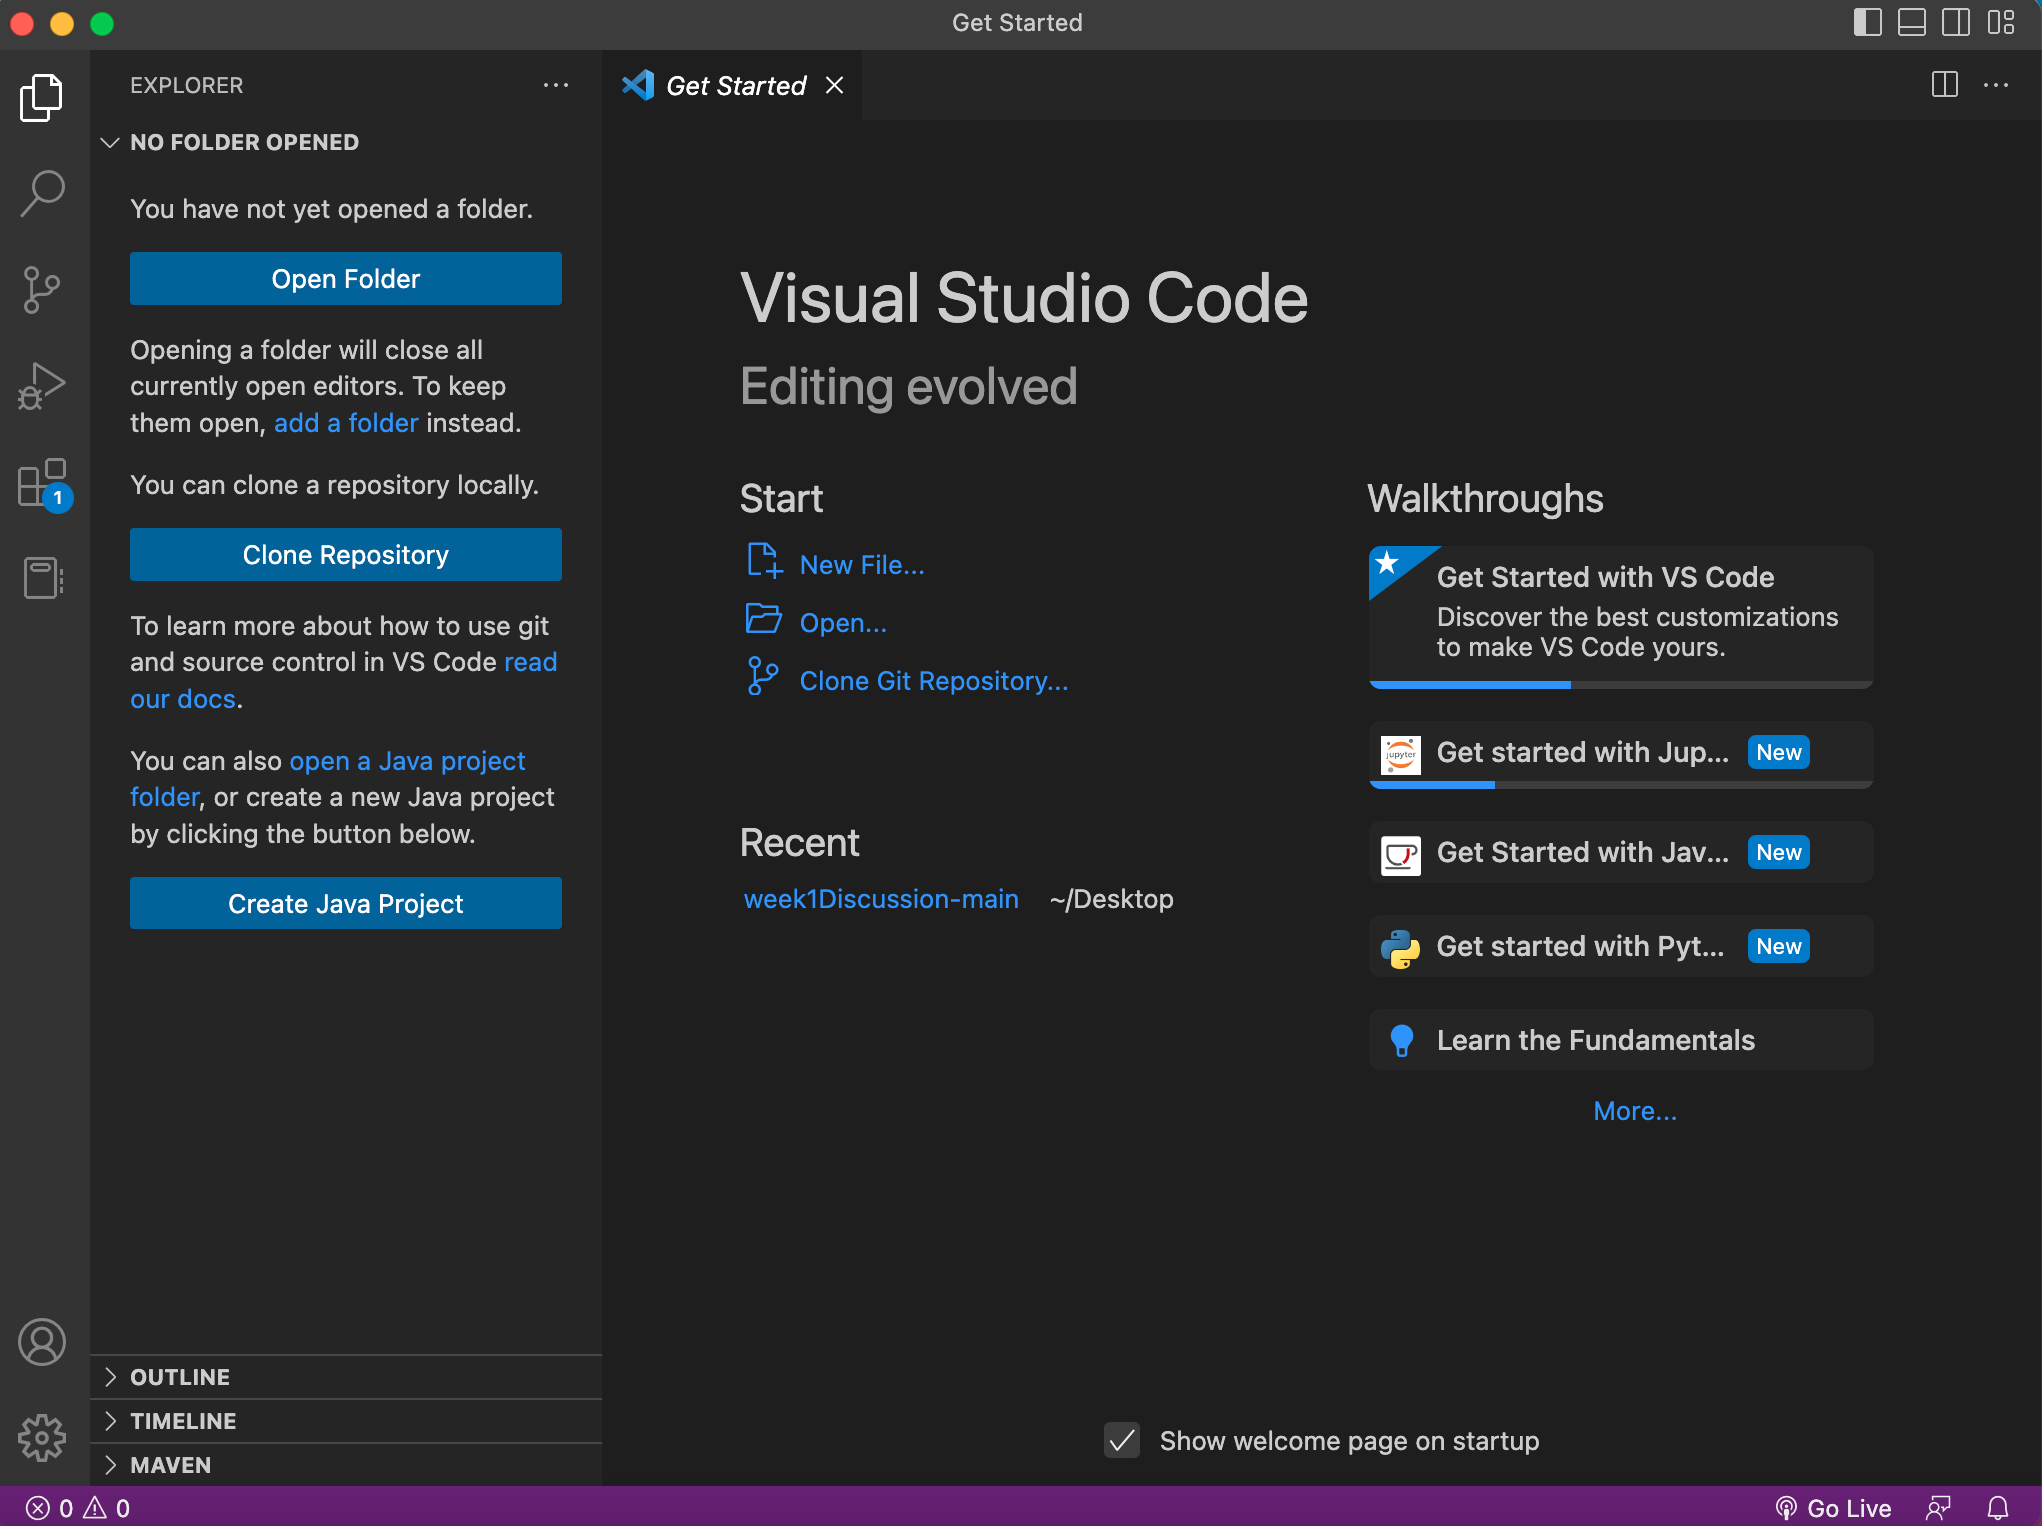 Get Started
EXPLORER
Get Started
NO FOLDER OPENED
You have not yet opened a folder.
Open Folder
Opening a folder will close all
currently open editors. To keep
them open, add a folder instead.
You can clone a repository locally.
Clone Repository
To learn more about how to use git
and source control in VS Code read
our docs.
You can also open a Java project
folder, or create a new Java project
by clicking the button below.
Create Java Project
OUTLINE
TIMELINE
MAVEN
1
Visual Studio Code
Editing evolved
Start
New File...
Open...
Clone Git Repository...
Recent
week1Discussion-main ~/Desktop
Walkthroughs
Get Started with VS Code
Discover the best customizations
to make VS Code yours.
jupyter
Get started with Jup... New
Get Started with Jav... New
Get started with Pyt... New
Learn the Fundamentals
More...
Show welcome page on startup
0 0
Go Live